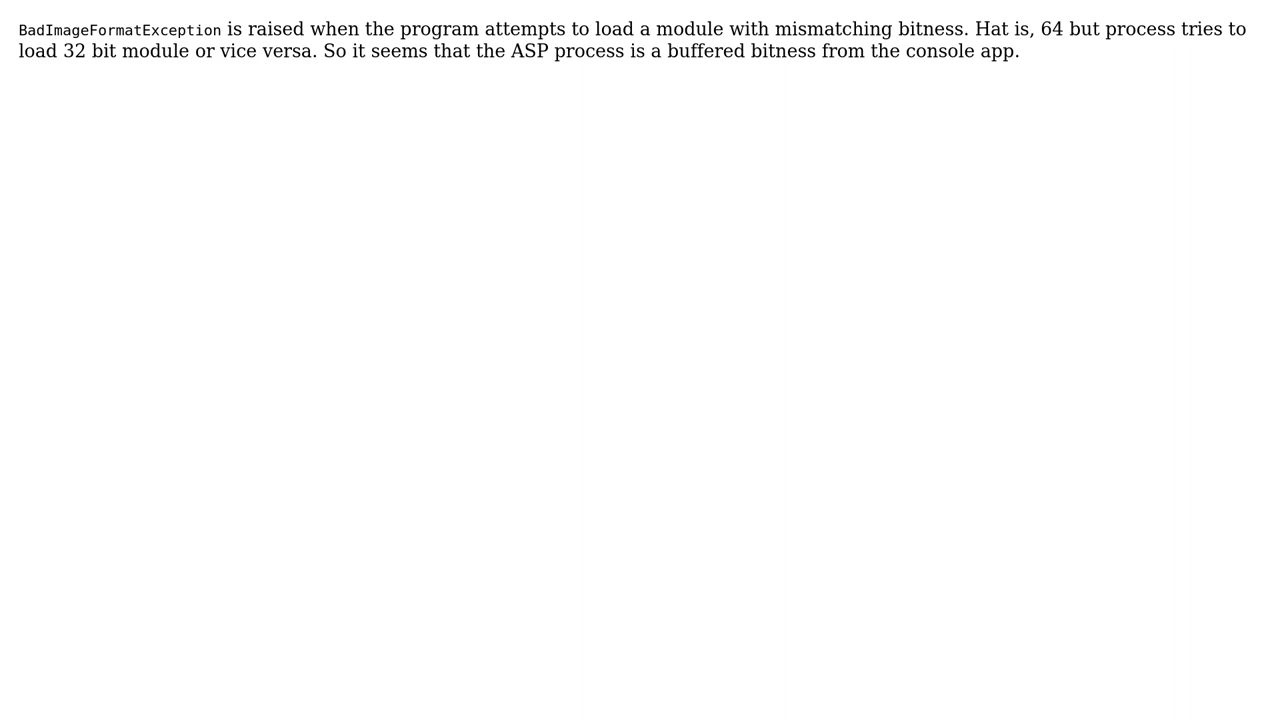 BadImageFormatException is raised when the program attempts to load a module with mismatching bitness. Hat is, 64 but process tries to
load 32 bit module or vice versa. So it seems that the ASP process is a buffered bitness from the console app.